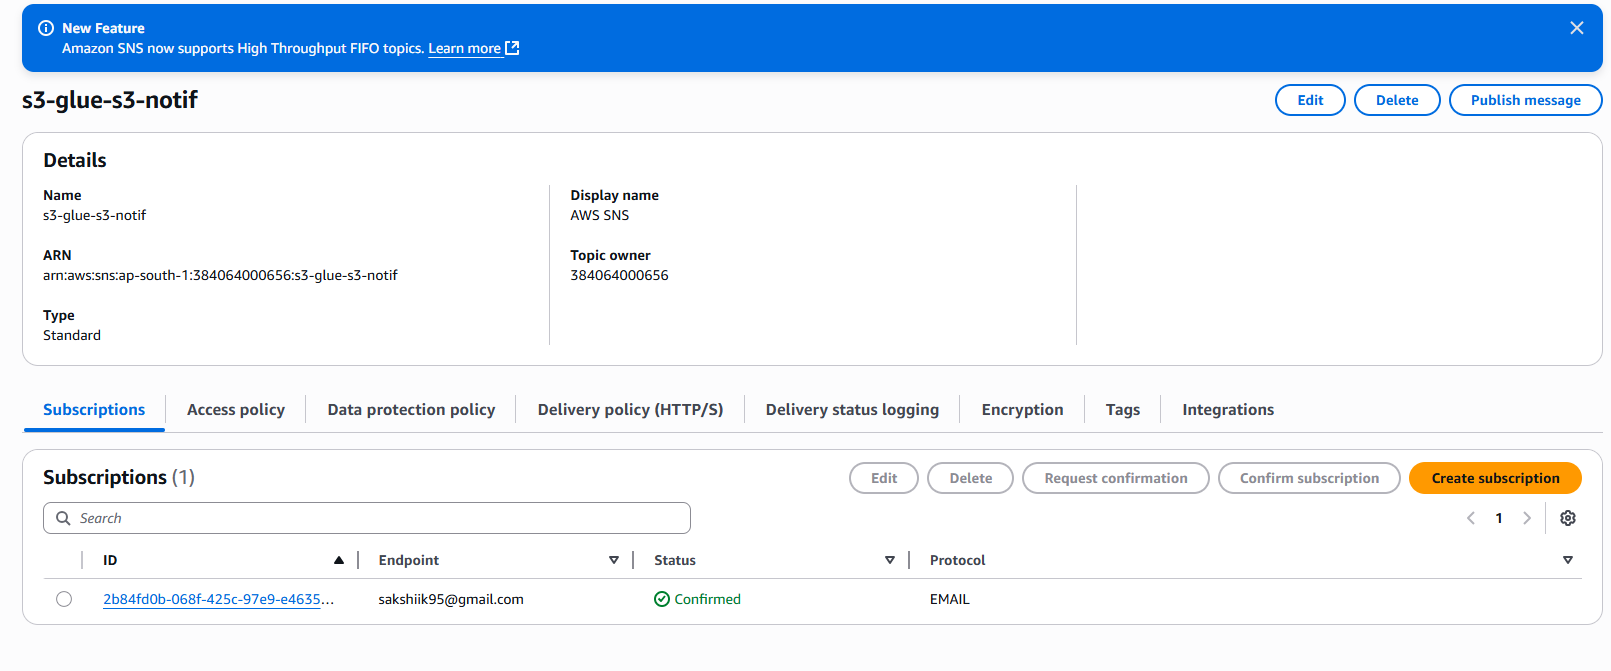 New Feature
Amazon SNS now supports High Throughput FIFO topics. Learn more
s3-glue-s3-notif
Edit
Delete
Publish message
Details
Name
s3-glue-s3-notif
ARN
arn:aws:sns:ap-south-1:384064000656:s3-glue-s3-notif
Type
Standard
Display name
AWS SNS
Topic owner
384064000656
Subscriptions
Access policy
Data protection policy
Delivery policy (HTTP/S)
Delivery status logging
Encryption
Tags
Integrations
Subscriptions (1)
Edit
Delete
Request confirmation
Confirm subscription
Create subscription
Search
1
ID Endpoint Status Protocol
2b84fd0b-068f-425c-97e9-e4635... sakshiik95@gmail.com Confirmed EMAIL